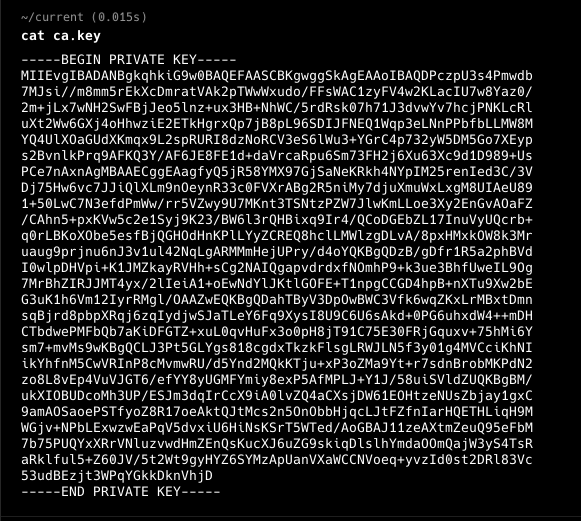 ~/current (0.015s)
cat ca.key
-----BEGIN PRIVATE KEY-----
MIIEvgIBADANBgkqhkiG9w0BAQEFAASCBKgwggSkAgEAAoIBAQDPczpU3s4Pmwdb
7MJsi//m8mm5rEkXcDmratVAk2pTWwWxudo/FFsWAC1zyFV4w2KLacIU7w8Yaz0/
2m+jLx7wNH2SwFBjJeo5lnz+ux3HB+NhWC/5rdRsk07h71J3dvwYv7hcjPNKLcRl
uXt2Ww6GXj4oHhwziE2ETkHgrxQp7jB8pL96SDIJFNEQ1Wqp3eLNnPPbfbLLMW8M
YQ4UlXOaGUdXKmqx9L2spRURI8dzNoRCV3eS6lWu3+YGrC4p732yW5DM5Go7XEyp
s2BvnlkPrq9AFKQ3Y/AF6JE8FE1d+daVrcaRpu6Sm73FH2j6Xu63Xc9d1D989+Us
PCe7nAxnAgMBAAECggEAagfyQ5jR58YMX97GjSaNeKRkh4NYpIM25renIed3C/3V
Dj75Hw6vc7JJiQlXLm9nOeynR33c0FVXrABg2R5niMy7djuXmuWxLxgM8UIAeU89
1+50LwC7N3efdPmWw/rr5VZwy9U7MKnt3TSNtzPZW7JlwKmLLoe3Xy2EnGvAOaFZ
/CAhn5+pxKVw5c2e1Syj9K23/BW6l3rQHBixq9Ir4/QCoDGEbZL17InuVyUQcrb+
q0rLBKoXObe5esfBjQGHOdHnKPlLYyZCREQ8hclLMWlzgDLvA/8pxHMxkOW8k3Mr
uaug9prjnu6nJ3v1ul42NqLgARMMmHejUPry/d4oYQKBgQDzB/gDfr1R5a2phBVd
I0wlpDHVpi+K1JMZkayRVHh+sCg2NAIQgapvdrdxfNOmhP9+k3ue3BhfUweIL9Og
7MrBhZIRJJMT4yx/2lIeiA1+oEwNdYlJKtlGOFE+T1npgCCGD4hpB+nXTu9Xw2bE
G3uK1h6Vm12IyrRMgl/OAAZwEQKBgQDahTByV3DpOwBWC3Vfk6wqZKxLrMBxtDmn
sqBjrd8pbpXRqj6zqIydjwSJaTLeY6Fq9XysI8U9C6U6sAkd+0PG6uhxdW4++mDH
CTbdwePMFbQb7aKiDFGTZ+xuL0qvHuFx3o0pH8jT91C75E30FRjGquxv+75hMi6Y
sm7+mvMs9wKBgQCLJ3Pt5GLYgs818cgdxTkzkFlsgLRWJLN5f3y01g4MVCciKhNI
ikYhfnM5CwVRInP8cMvmwRU/d5Ynd2MQkKTju+xP3oZMa9Yt+r7sdnBrobMKPdN2
zo8L8vEp4VuVJGT6/efYY8yUGMFYmiy8exP5AfMPLJ+Y1J/58uiSVldZUQKBgBM/
ukXIOBUDcoMh3UP/ESJm3dqIrCcX9iA0lvZQ4aCXsjDW61EOHtzeNUsZbjay1gxC
9amAOSaoePSTfyoZ8R17oeAktQJtMcs2n5OnObbHjqcLJtFZfnIarHQETHLiqH9M
WGjv+NPbLExwzwEaPqV5dvxiU6HiNsKSrT5WTed/AoGBAJ11zeAXtmZeuQ95eFbM
7b75PUQYxXRrVNluzvwdHmZEnQsKucXJ6uZG9skiqDlslhYmdaOOmQajW3yS4TsR
aRklful5+Z60JV/5t2Wt9gyHYZ6SYMzApUanVXaWCCNVoeq+yvzId0st2DRl83Vc
53udBEzjt3WPqYGkkDknVhjD
-----END PRIVATE KEY-----